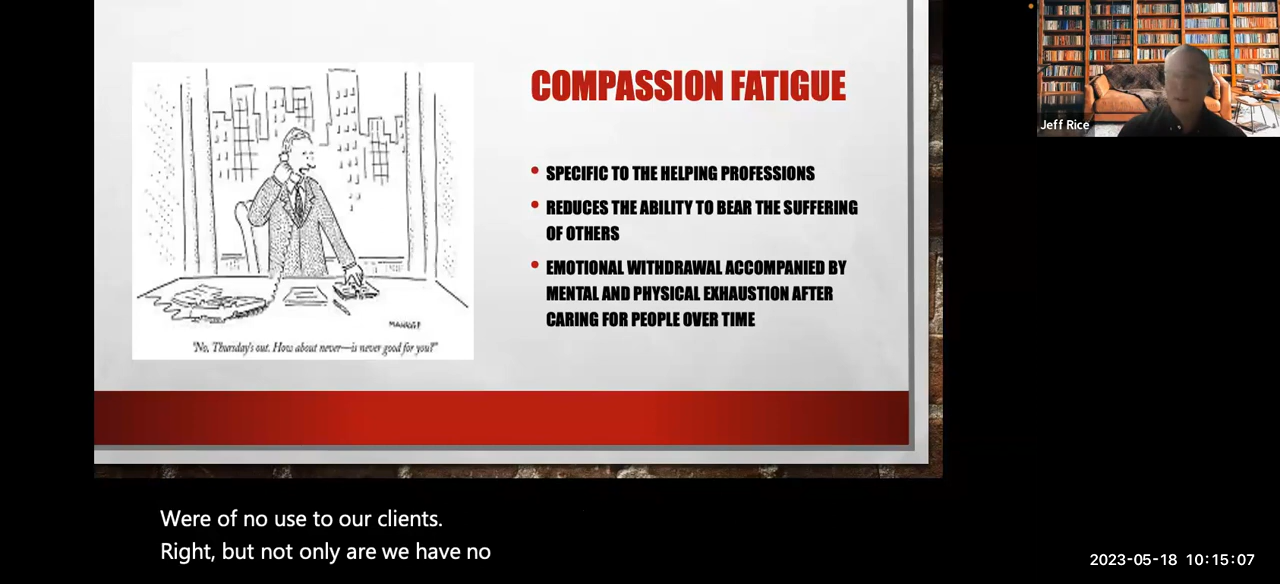 COMPASSION FATIGUE
SPECIFIC TO THE HELPING PROFESSIONS
REDUCES THE ABILITY TO BEAR THE SUFFERING
OF OTHERS
EMOTIONAL WITHDRAWAL ACCOMPANIED BY
MENTAL AND PHYSICAL EXHAUSTION AFTER
CARING FOR PEOPLE OVER TIME
MANKOFF
"No, Thursday's out. How about never—is never good for you?"
Jeff Rice
Were of no use to our clients.
Right, but not only are we have no
2023-05-18 10:15:07